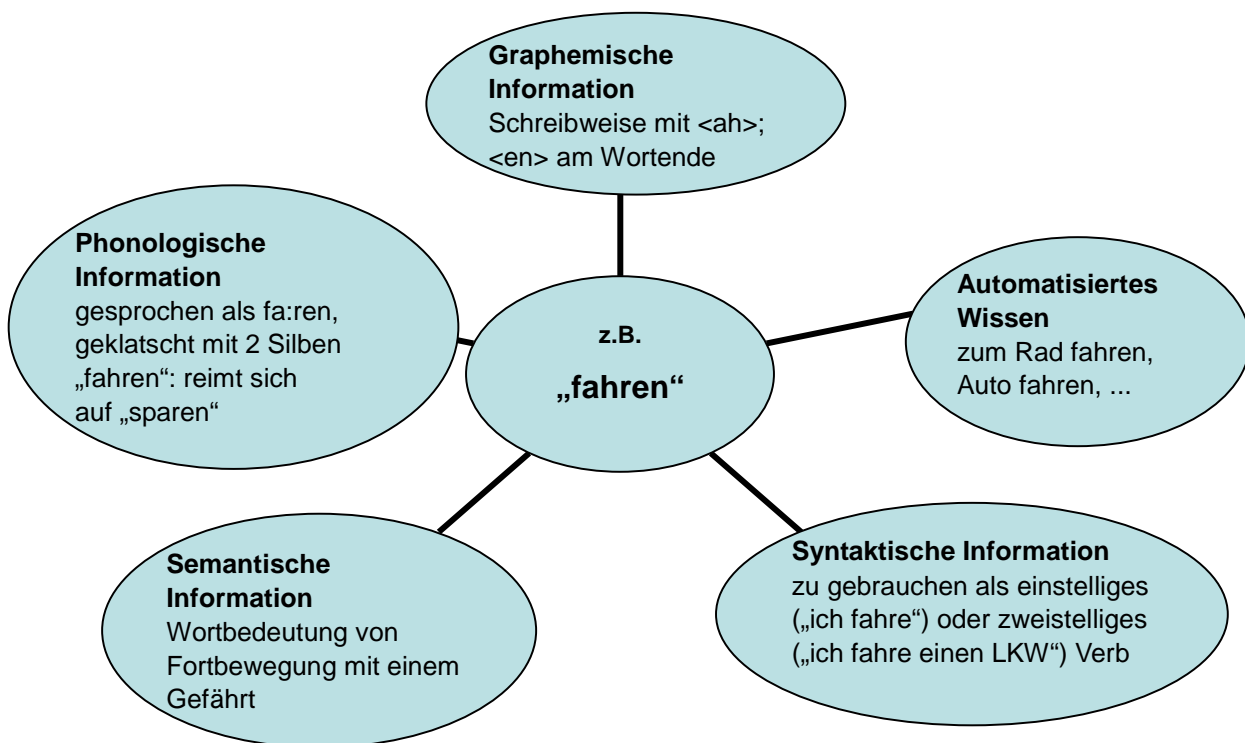 Graphemische
Information
Schreibweise mit <ah>;
<en> am Wortende
Phonologische
Information
gesprochen als fa:ren,
geklatscht mit 2 Silben
„fahren“: reimt sich
auf „sparen“
z.B.
„fahren“
Automatisiertes
Wissen
zum Rad fahren,
Auto fahren, ...
Semantische
Information
Wortbedeutung von
Fortbewegung mit einem
Gefährt
Syntaktische Information
zu gebrauchen als einstelliges
(„ich fahre“) oder zweistelliges
(„ich fahre einen LKW“) Verb